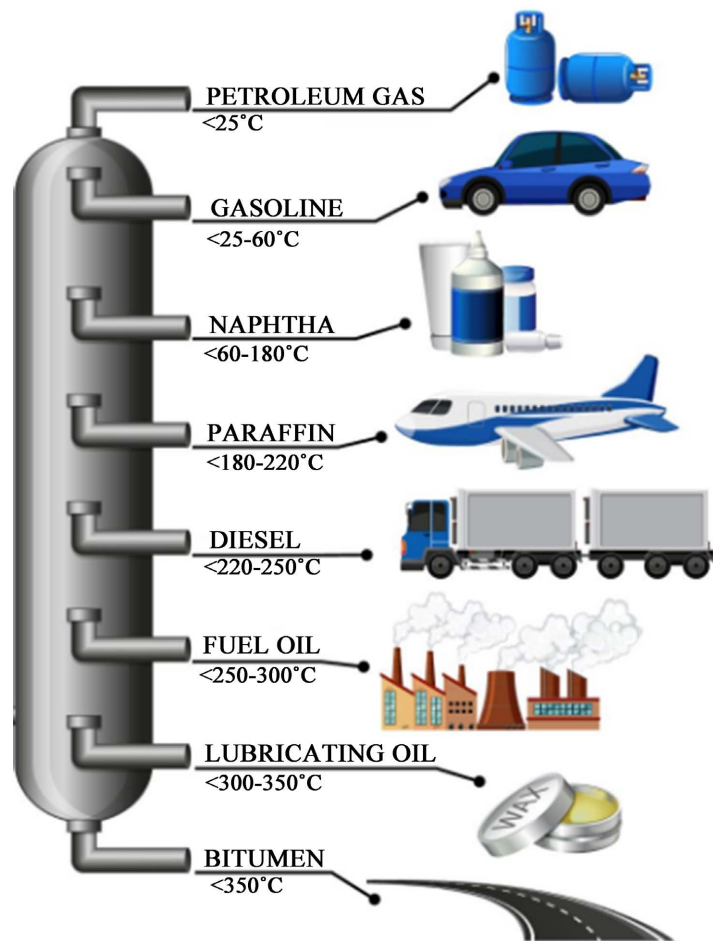 PETROLEUM GAS
<25˚C
GASOLINE
<25-60˚C
NAPHTHA
<60-180˚C
PARAFFIN
<180-220˚C
DIESEL
<220-250˚C
FUEL OIL
<250-300˚C
LUBRICATING OIL
<300-350˚C
WAX
BITUMEN
<350˚C